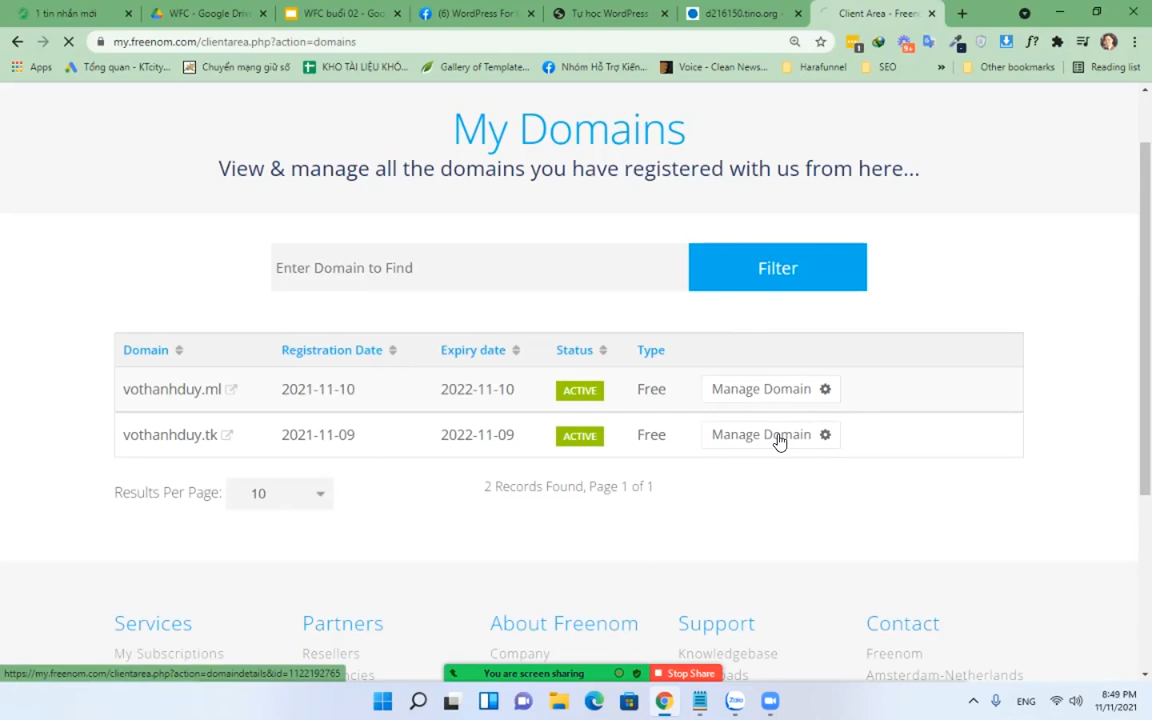 1 tin nhắn mới
WFC - Google Driv
WFC buổi 02 - Goo
(6) WordPress For
Tự học WordPress
d216150.tino.org -
Client Area - Freen
my.freenom.com/clientarea.php?action=domains
Apps
Tổng quan - KTcity...
Chuyển mạng giữ số
KHO TÀI LIỆU KHÓ...
Gallery of Template...
Nhóm Hỗ Trợ Kiến...
Voice - Clean News...
Harafunnel
SEO
»
Other bookmarks
Reading list
My Domains
View & manage all the domains you have registered with us from here...
Enter Domain to Find
Filter
Domain
Registration Date
Expiry date
Status
Type
vothanhduy.ml
2021-11-10
2022-11-10
ACTIVE
Free
Manage Domain
vothanhduy.tk
2021-11-09
2022-11-09
ACTIVE
Free
Manage Domain
Results Per Page:
10
2 Records Found, Page 1 of 1
Services
Partners
About Freenom
Support
Contact
My Subscriptions
Resellers
Company
Knowledgebase
Freenom
Amsterdam-Netherlands
https://my.freenom.com/clientarea.php?action=domaindetails&id=1122192765
You are screen sharing
Stop Share
Zalo
ENG
8:49 PM
11/11/2021